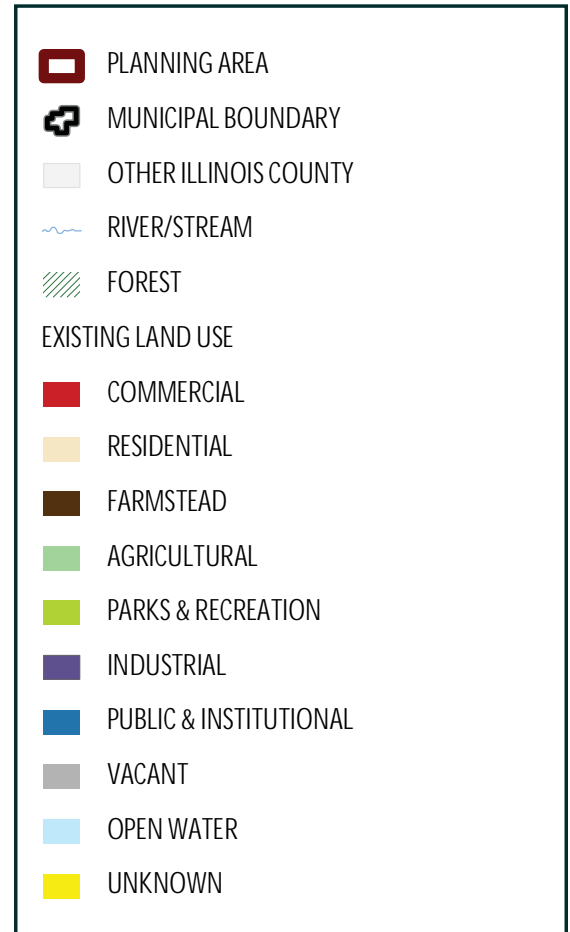 PLANNING AREA
MUNICIPAL BOUNDARY
OTHER ILLINOIS COUNTY
RIVER/STREAM
FOREST
EXISTING LAND USE
COMMERCIAL
RESIDENTIAL
FARMSTEAD
AGRICULTURAL
PARKS & RECREATION
INDUSTRIAL
PUBLIC & INSTITUTIONAL
VACANT
OPEN WATER
UNKNOWN